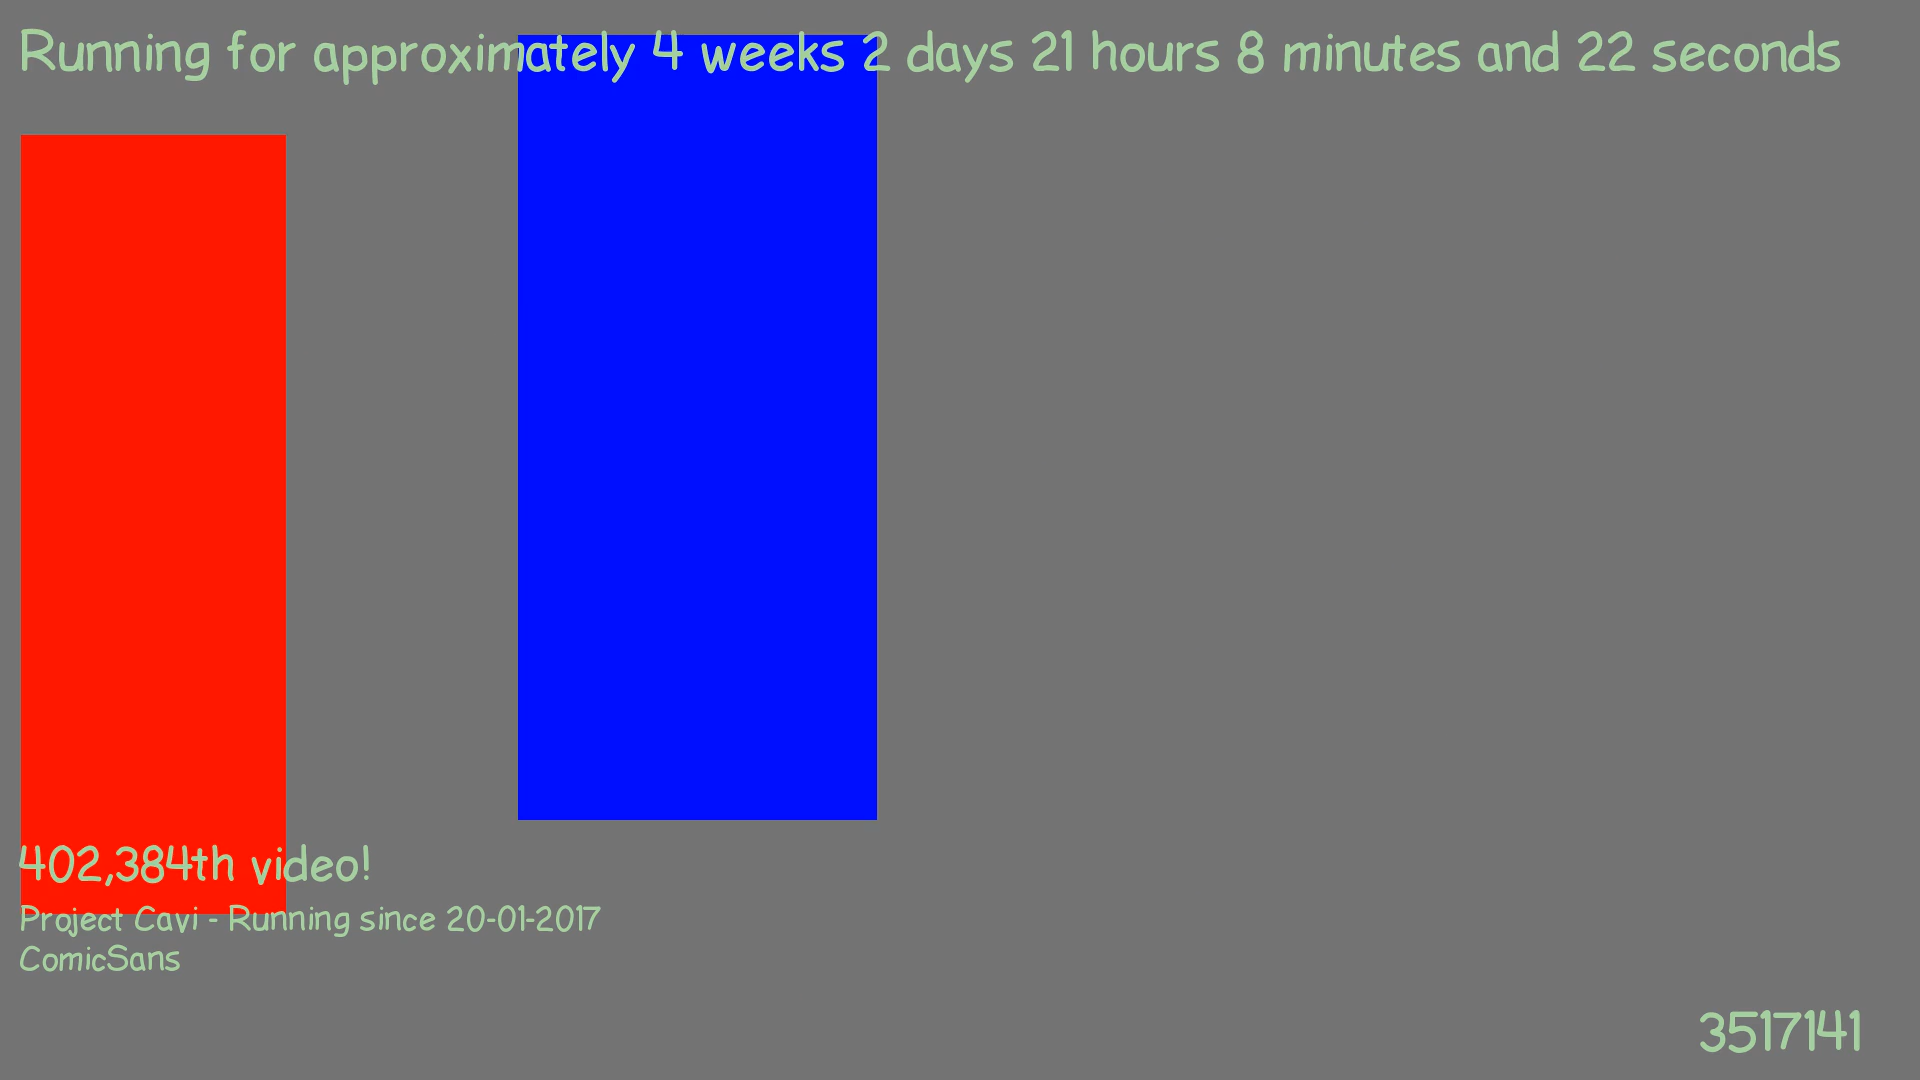 Running for approximately 4 weeks 2 days 21 hours 8 minutes and 22 seconds
402,384th video!
Project Cavi - Running since 20-01-2017
ComicSans
3517141